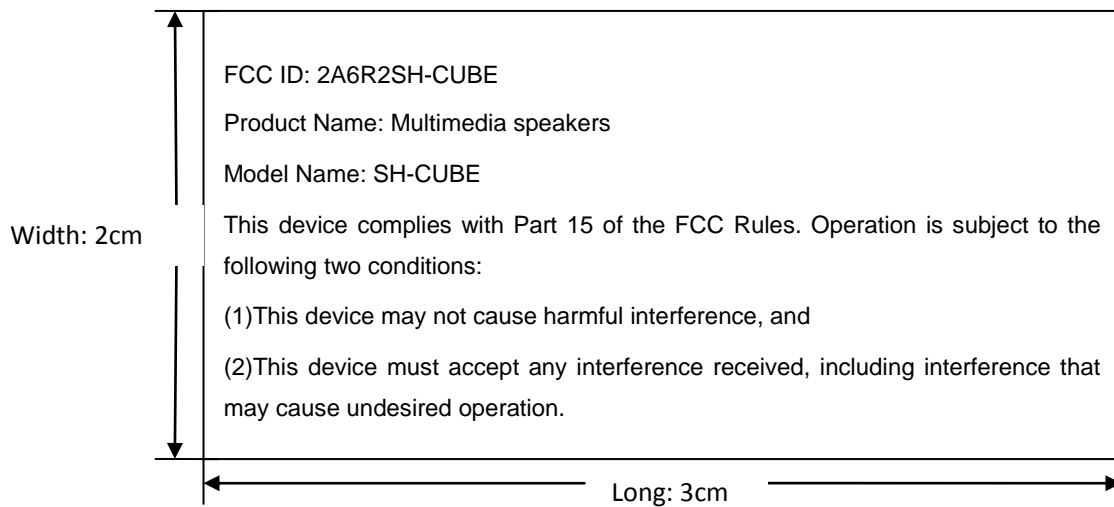 FCC ID: 2A6R2SH-CUBE
Product Name: Multimedia speakers
Model Name: SH-CUBE
This device complies with Part 15 of the FCC Rules. Operation is subject to the
Width: 2cm
following two conditions:
(1)This device may not cause harmful interference, and
(2)This device must accept any interference received, including interference that
may cause undesired operation.
Long: 3cm